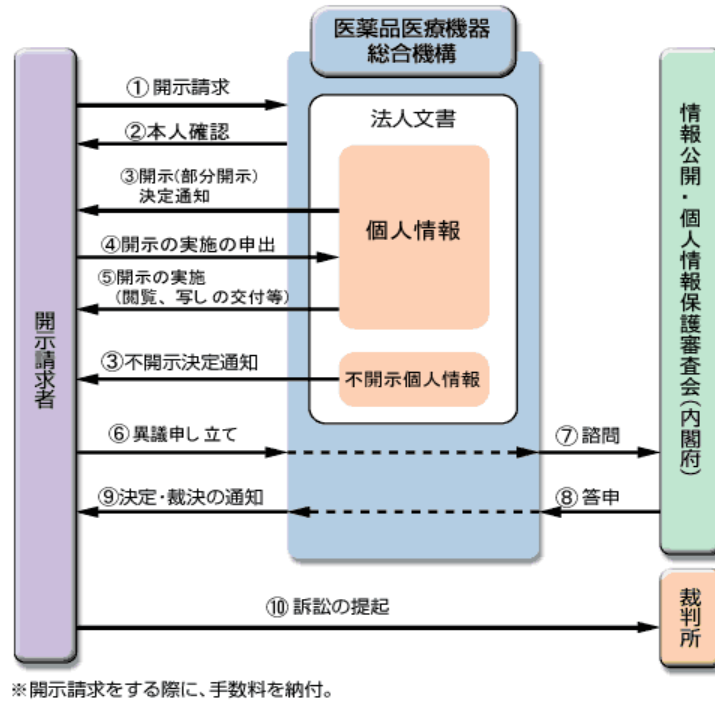 医薬品医療機器
総合機構
①開示請求
②本人確認
③開示(部分開示)
決定通知
④開示の実施の申出
⑤開示の実施
(閲覧、写しの交付等)
③不開示決定通知
⑥異議申し立て
⑨決定・裁決の通知
⑩訴訟の提起
法人文書
個人情報
不開示個人情報
⑦諮問
⑧答申
開示請求者
情報公開・個人情報保護審査会(内閣府)
裁判所
※開示請求をする際に、手数料を納付。